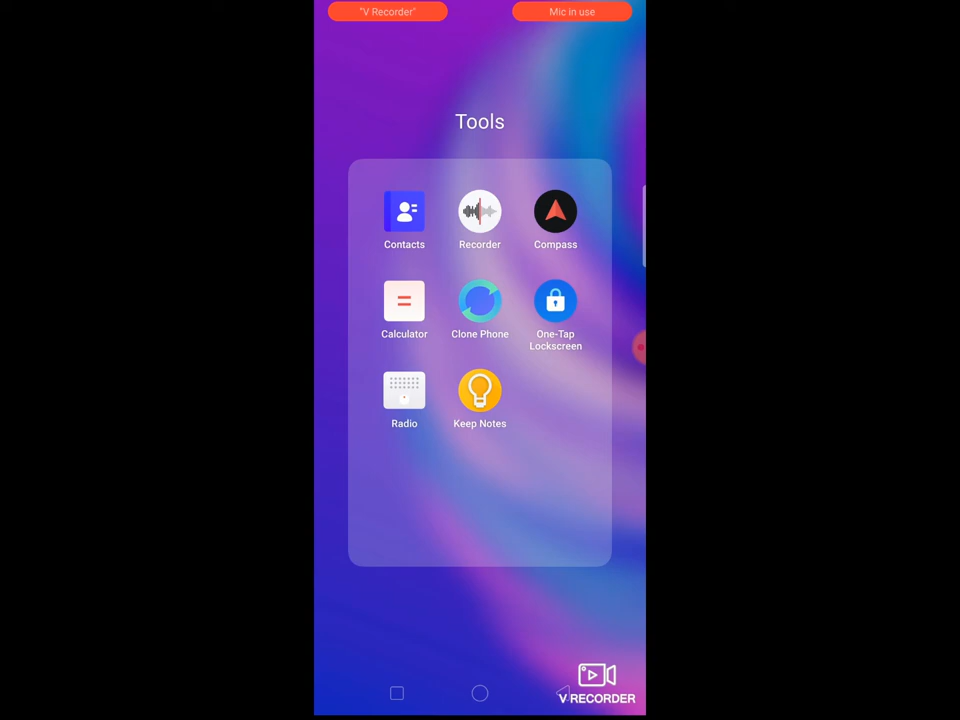 "V Recorder"
Mic in use
Tools
Contacts
Recorder
Compass
Calculator
Clone Phone
One-Tap
Lockscreen
Radio
Keep Notes
V RECORDER